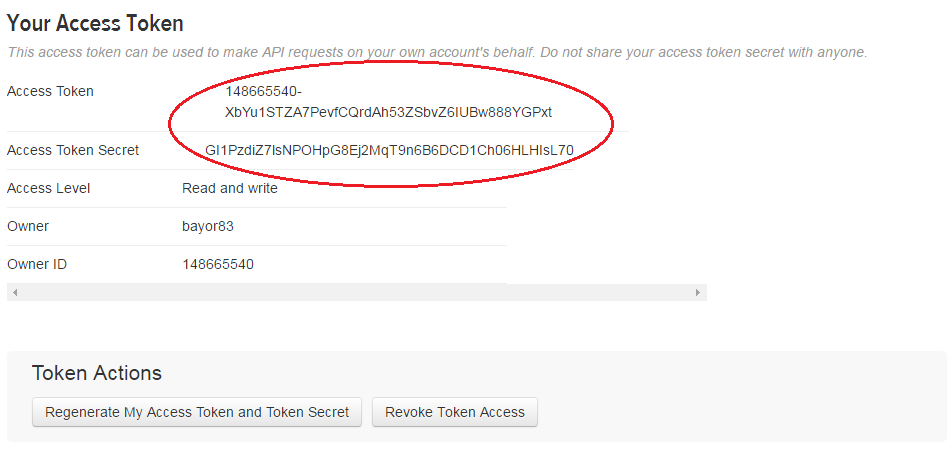 Your Access Token
This access token can be used to make API requests on your own account's behalf. Do not share your access token secret with anyone.
Access Token 148665540-
Access Token Secret
Access Level Read and write
Owner bayor83
Owner ID 148665540
Token Actions
Regenerate My Access Token and Token Secret Revoke Token Access